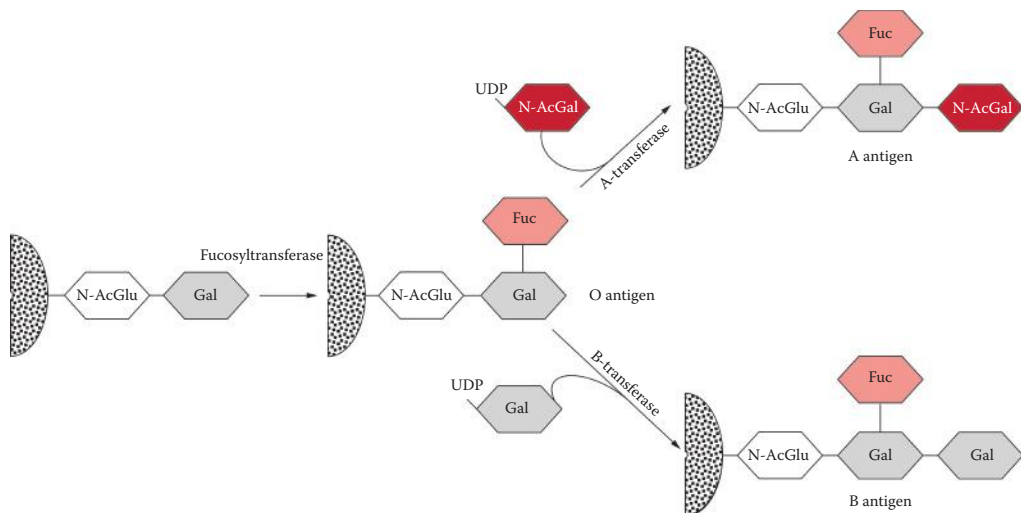 Fuc
UDP
N-AcGal
N-AcGlu
Gal
N-AcGal
A-transferase
A antigen
Fuc
Fucosyltransferase
N-AcGlu
Gal
N-AcGlu
Gal
O antigen
B-transferase
UDP
Gal
Fuc
N-AcGlu
Gal
Gal
B antigen